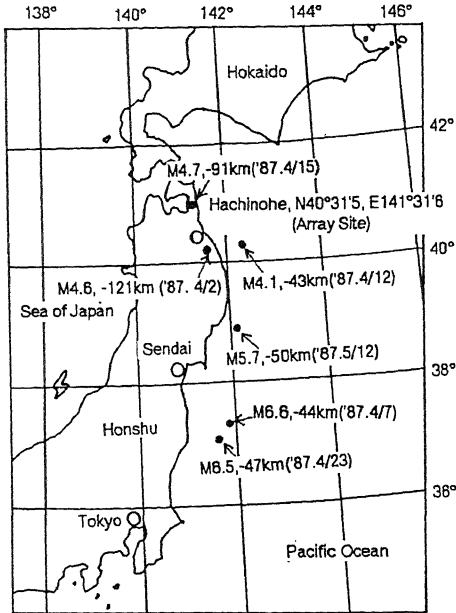 138° 140° 142° 144° 146°
Hokaido
42°
M4.7,-91km('87.4/15)
Hachinohe, N40°31'5, E141°31'6
(Array Site)
40°
M4.6, -121km ('87. 4/2)
M4.1,-43km('87.4/12)
Sea of Japan
Sendai
M5.7,-50km('87.5/12)
38°
M6.6,-44km('87.4/7)
Honshu
M6.5,-47km('87.4/23)
36°
Tokyo
Pacific Ocean